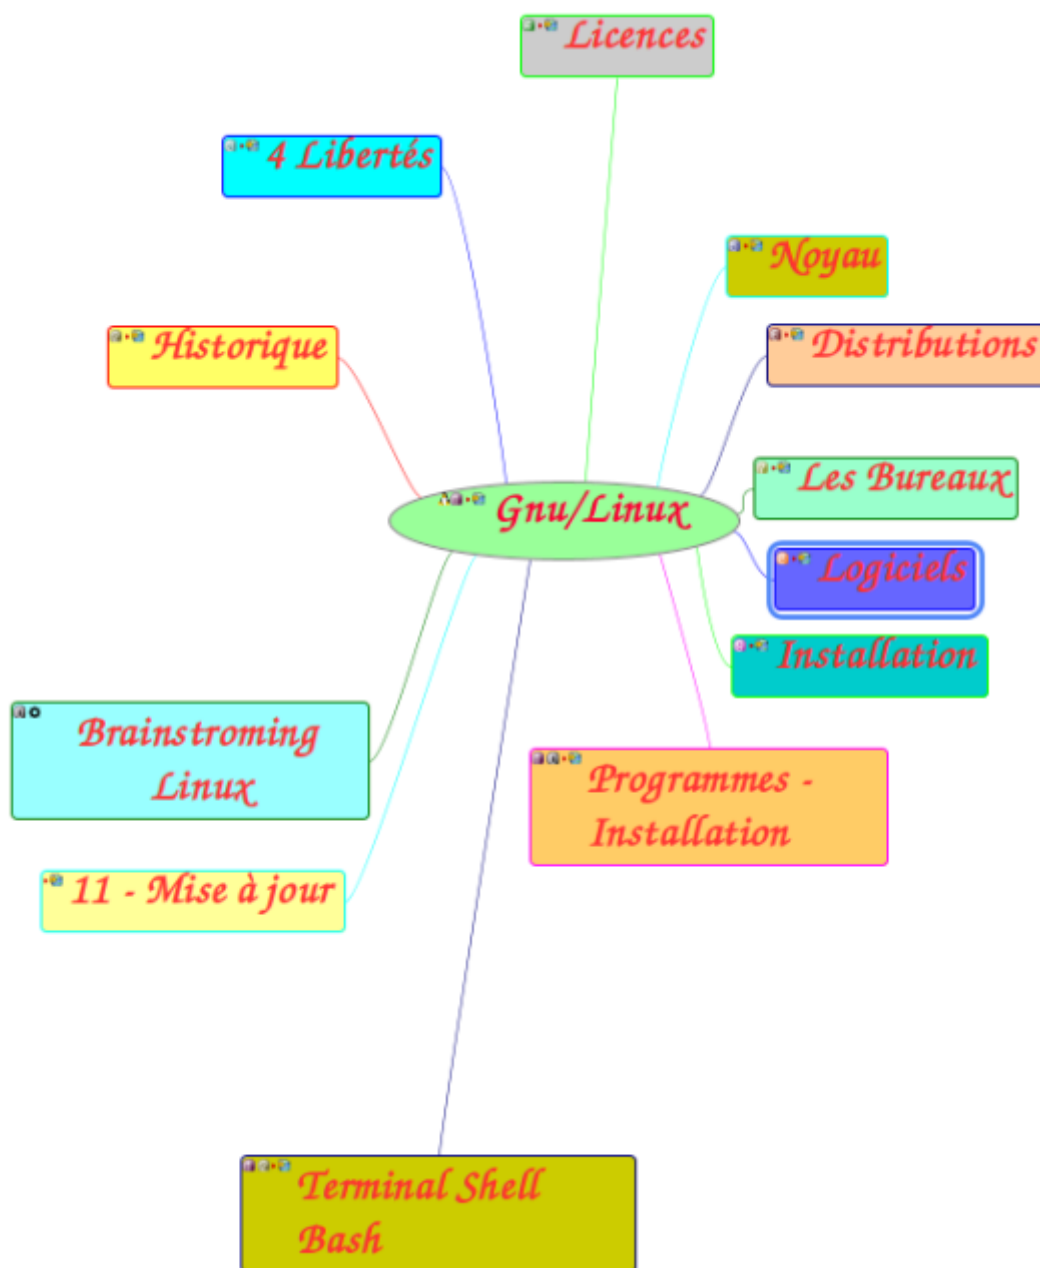 Licences
4 Libertés
Noyau
Distributions
Historique
Les Bureaux
Gnu/Linux
Logiciels
Installation
Brainstroming
Linux
Programmes -
Installation
11 - Mise à jour
Terminal Shell
Bash